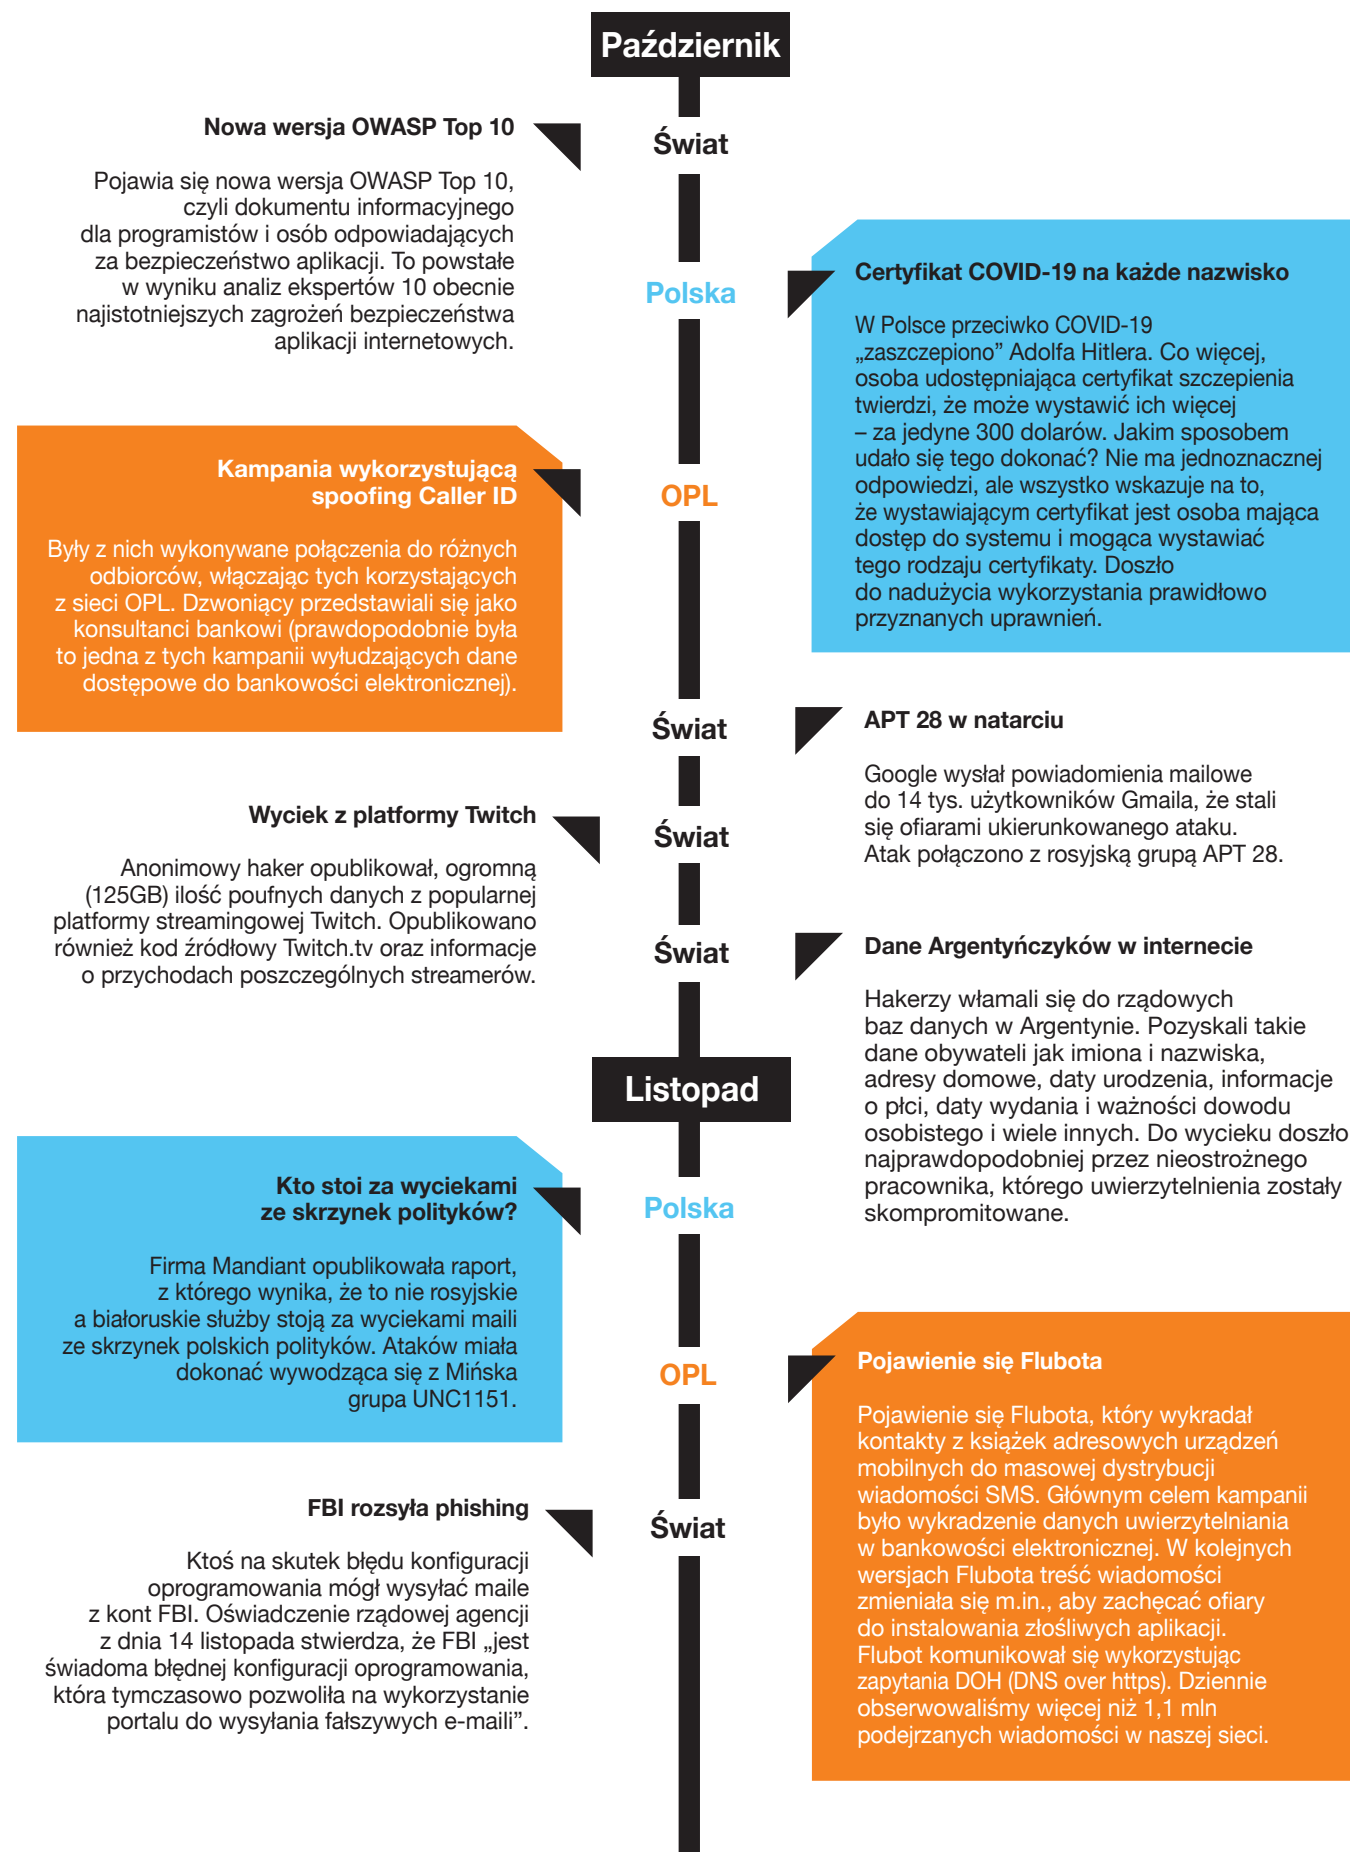 Październik
Świat
Nowa wersja OWASP Top 10
Pojawia się nowa wersja OWASP Top 10,
czyli dokumentu informacyjnego
dla programistów i osób odpowiadających
za bezpieczeństwo aplikacji. To powstałe
w wyniku analiz ekspertów 10 obecnie
najistotniejszych zagrożeń bezpieczeństwa
aplikacji internetowych.
Polska
Certyfikat COVID-19 na każde nazwisko
W Polsce przeciwko COVID-19
„zaszczepiono” Adolfa Hitlera. Co więcej,
osoba udostępniająca certyfikat szczepienia
twierdzi, że może wystawić ich więcej
– za jedyne 300 dolarów. Jakim sposobem
udało się tego dokonać? Nie ma jednoznacznej
odpowiedzi, ale wszystko wskazuje na to,
że wystawiającym certyfikat jest osoba mająca
dostęp do systemu i mogąca wystawiać
tego rodzaju certyfikaty. Doszło
do nadużycia wykorzystania prawidłowo
przyznanych uprawnień.
OPL
Kampania wykorzystującą
spoofing Caller ID
Były z nich wykonywane połączenia do różnych
odbiorców, włączając tych korzystających
z sieci OPL. Dzwoniący przedstawiali się jako
konsultanci bankowi (prawdopodobnie była
to jedna z tych kampanii wyłudzających dane
dostępowe do bankowości elektronicznej).
Świat
APT 28 w natarciu
Google wysłał powiadomienia mailowe
do 14 tys. użytkowników Gmaila, że stali
się ofiarami ukierunkowanego ataku.
Atak połączono z rosyjską grupą APT 28.
Świat
Wyciek z platformy Twitch
Anonimowy haker opublikował, ogromną
(125GB) ilość poufnych danych z popularnej
platformy streamingowej Twitch. Opublikowano
również kod źródłowy Twitch.tv oraz informacje
o przychodach poszczególnych streamerów.
Świat
Dane Argentyńczyków w internecie
Hakerzy włamali się do rządowych
baz danych w Argentynie. Pozyskali takie
dane obywateli jak imiona i nazwiska,
adresy domowe, daty urodzenia, informacje
o płci, daty wydania i ważności dowodu
osobistego i wiele innych. Do wycieku doszło
najprawdopodobniej przez nieostrożnego
pracownika, którego uwierzytelnienia zostały
skompromitowane.
Listopad
Polska
Kto stoi za wyciekami
ze skrzynek polityków?
Firma Mandiant opublikowała raport,
z którego wynika, że to nie rosyjskie
a białoruskie służby stoją za wyciekami maili
ze skrzynek polskich polityków. Ataków miała
dokonać wywodząca się z Mińska
grupa UNC1151.
OPL
Pojawienie się Flubota
Pojawienie się Flubota, który wykradał
kontakty z książek adresowych urządzeń
mobilnych do masowej dystrybucji
wiadomości SMS. Głównym celem kampanii
było wykradzenie danych uwierzytelniania
w bankowości elektronicznej. W kolejnych
wersjach Flubota treść wiadomości
zmieniała się m.in., aby zachęcać ofiary
do instalowania złośliwych aplikacji.
Flubot komunikował się wykorzystując
zapytania DOH (DNS over https). Dziennie
obserwowaliśmy więcej niż 1,1 mln
podejrzanych wiadomości w naszej sieci.
Świat
FBI rozsyła phishing
Ktoś na skutek błędu konfiguracji
oprogramowania mógł wysyłać maile
z kont FBI. Oświadczenie rządowej agencji
z dnia 14 listopada stwierdza, że FBI „jest
świadoma błędnej konfiguracji oprogramowania,
która tymczasowo pozwoliła na wykorzystanie
portalu do wysyłania fałszywych e-maili”.